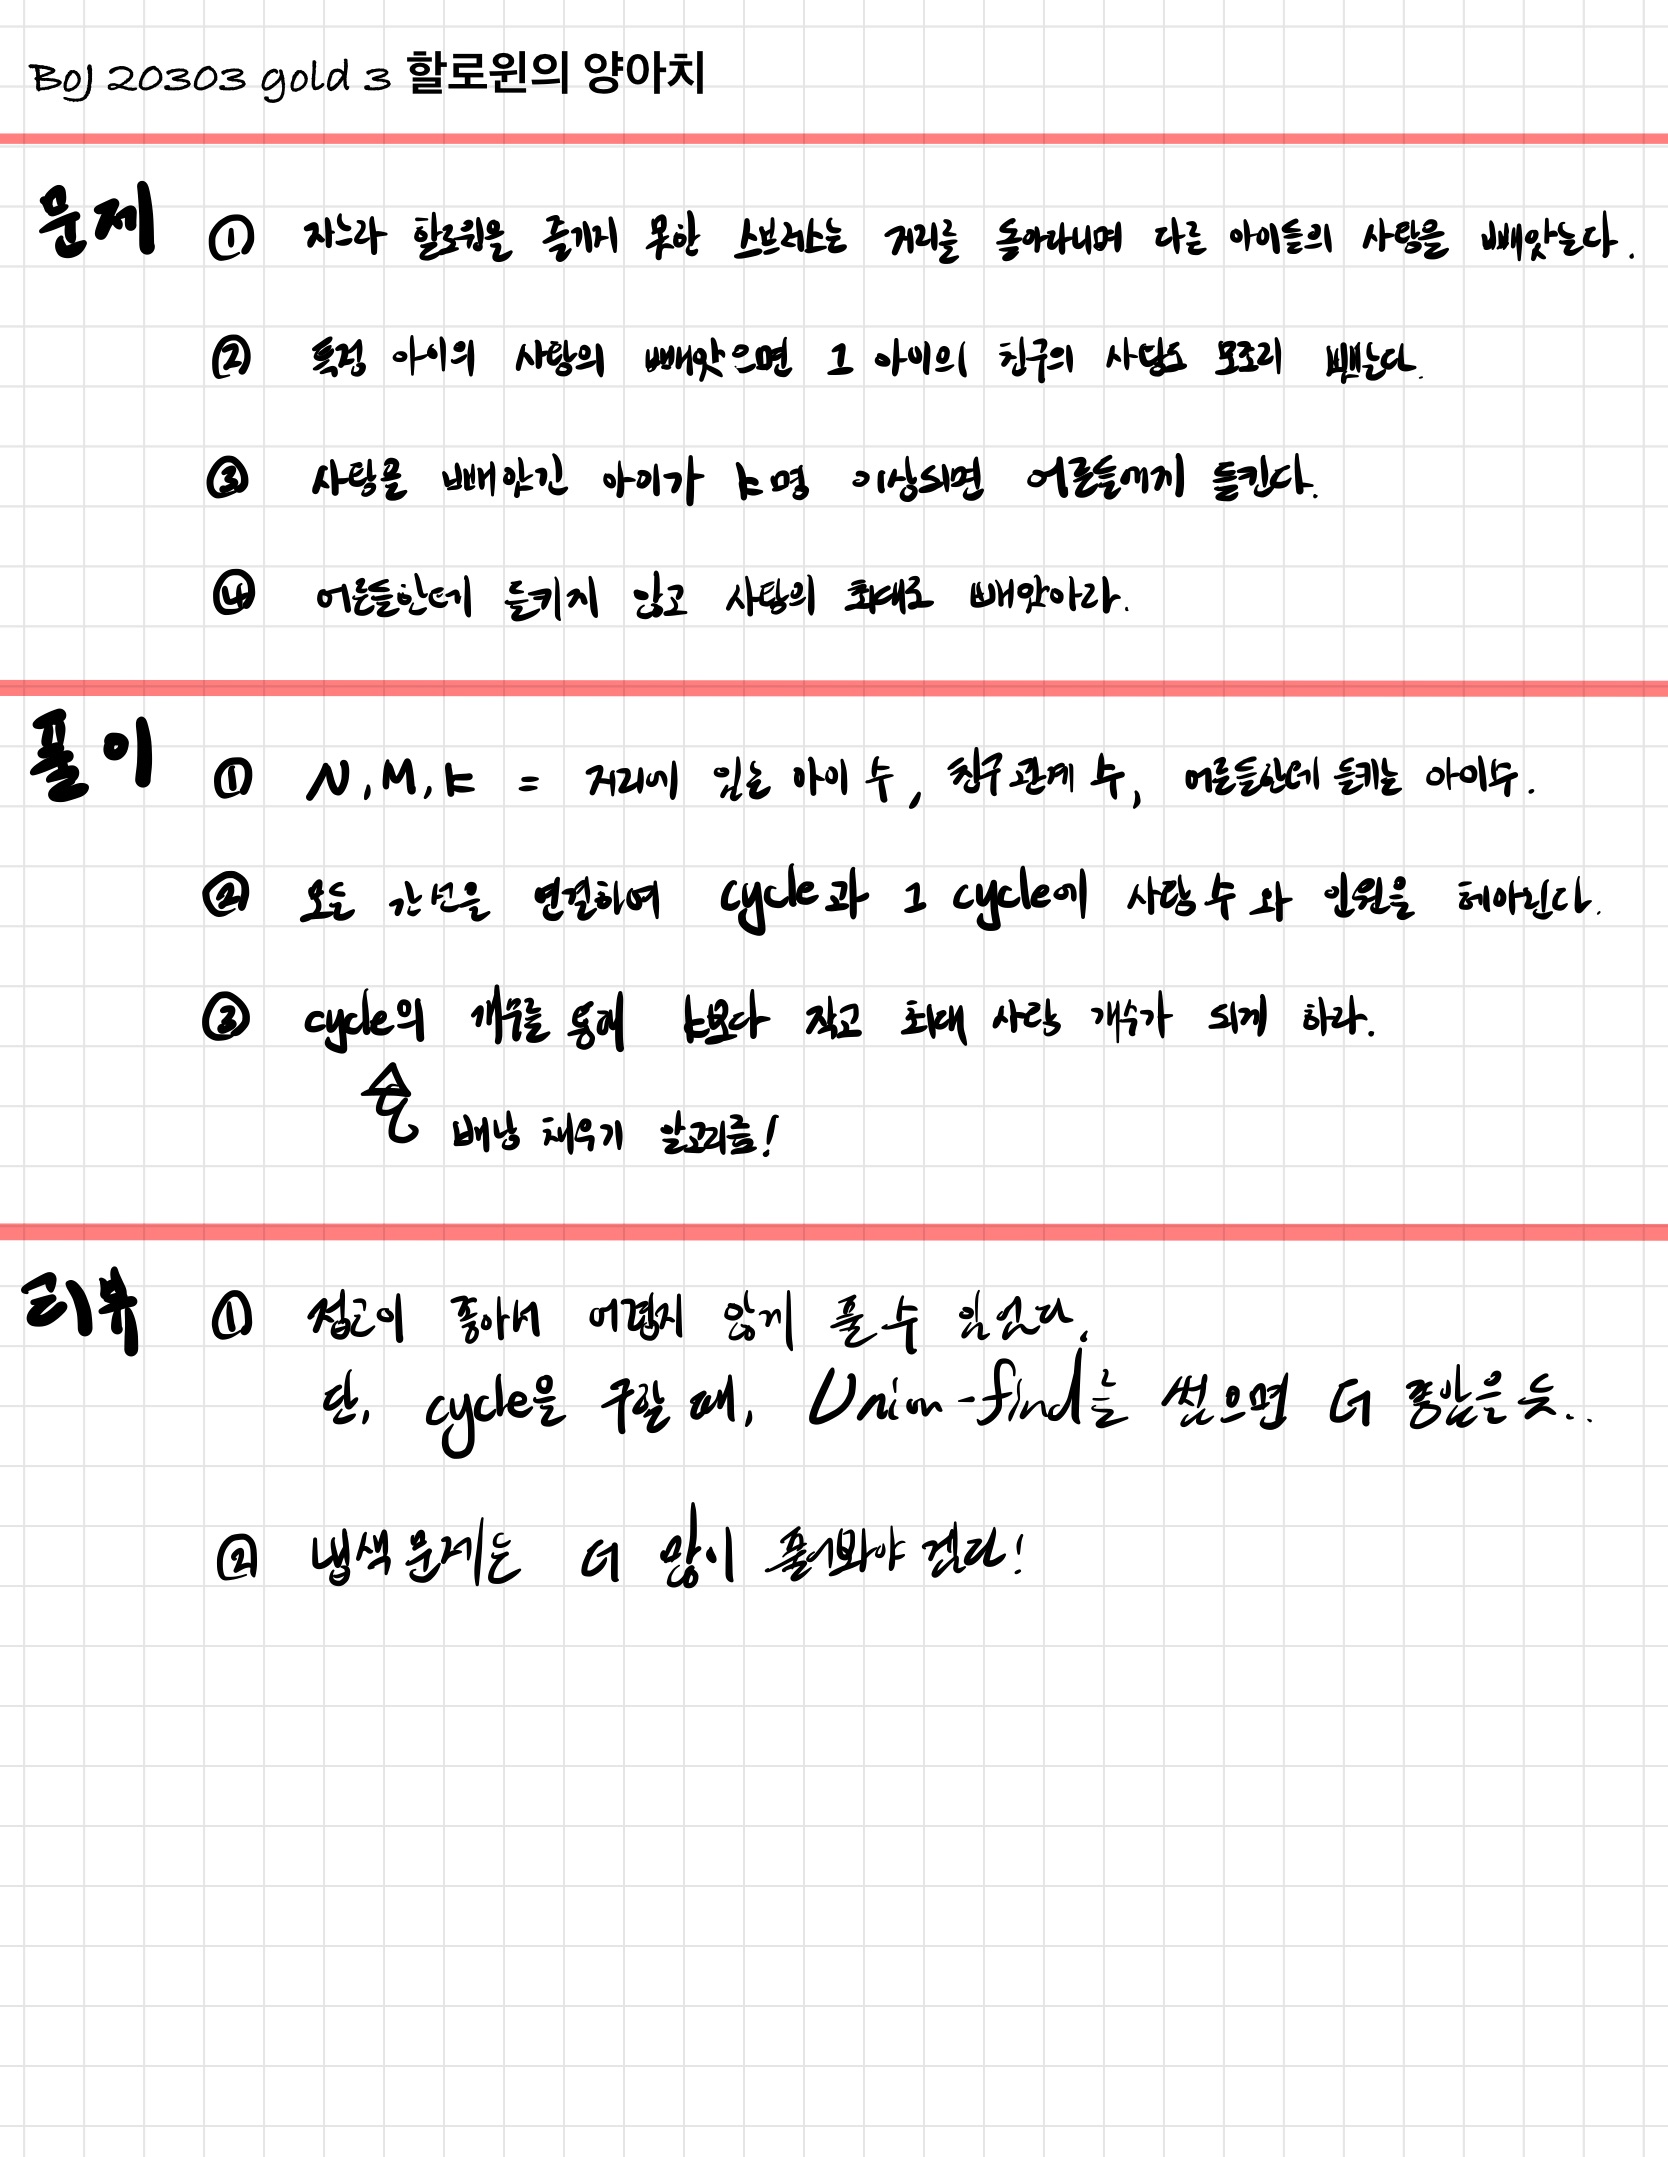 BOJ 20303 gold 3 할로윈의 양아치
문제 ① 자느라 할로윈을 즐기지 못한 스브러스는 거리를 돌아다니며 다른 아이들의 사탕을 빼앗는다.
② 특정 아이의 사탕의 빼앗으면 그 아이의 친구의 사탕도 모조리 뺏는다.
③ 사탕을 빼앗긴 아이가 k명 이상되면 어른들에게 들킨다.
④ 어른들한테 들키지 않고 사탕의 최대로 빼앗아라.
풀이 ① N, M, k = 거리에 있는 아이 수, 친구관계 수, 어른들한테 들키는 아이수.
② 모든 간선을 연결하여 cycle과 그 cycle에 사탕 수와 인원을 헤아린다.
③ cycle의 개수를 통해 k보다 작고 최대 사탕 개수가 되게 하라.
배낭 채우기 알고리즘!
리뷰 ① 접근이 좋아서 어렵지 않게 풀 수 있었다.
단, cycle을 구할 때, Union-find를 썼으면 더 좋았을 듯..
② 냅색 문제는 더 많이 풀어봐야 겠다!